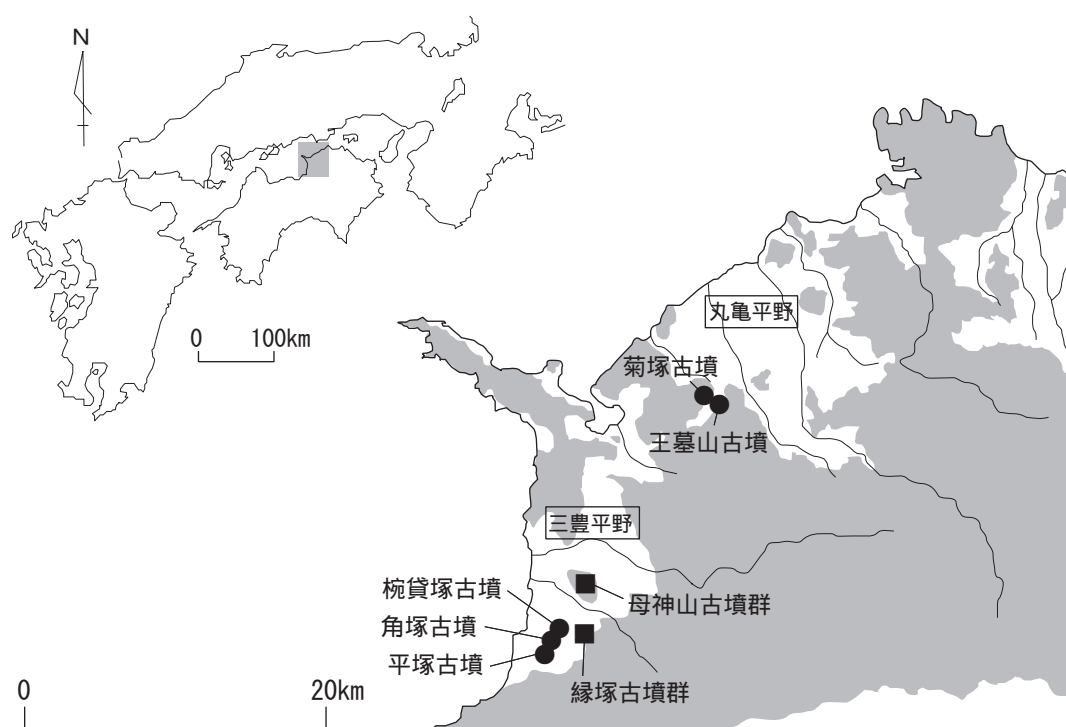 N
0 100km
丸亀平野
菊塚古墳
王墓山古墳
三豊平野
椀貸塚古墳
母神山古墳群
角塚古墳
平塚古墳
縁塚古墳群
0 20km